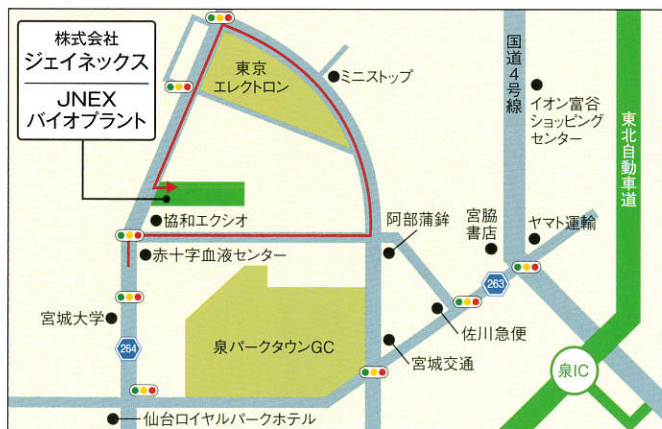 株式会社
ジェイネックス
JNEX
バイオプラント
東京
エレクトロン
ミニストップ
国道4号線
イオン富谷
ショッピング
センター
東北自動車道
協和エクシオ
阿部蒲鉾
宮脇
書店
ヤマト運輸
赤十字血液センター
263
宮城大学
佐川急便
264
泉パークタウンGC
宮城交通
泉IC
仙台ロイヤルパークホテル